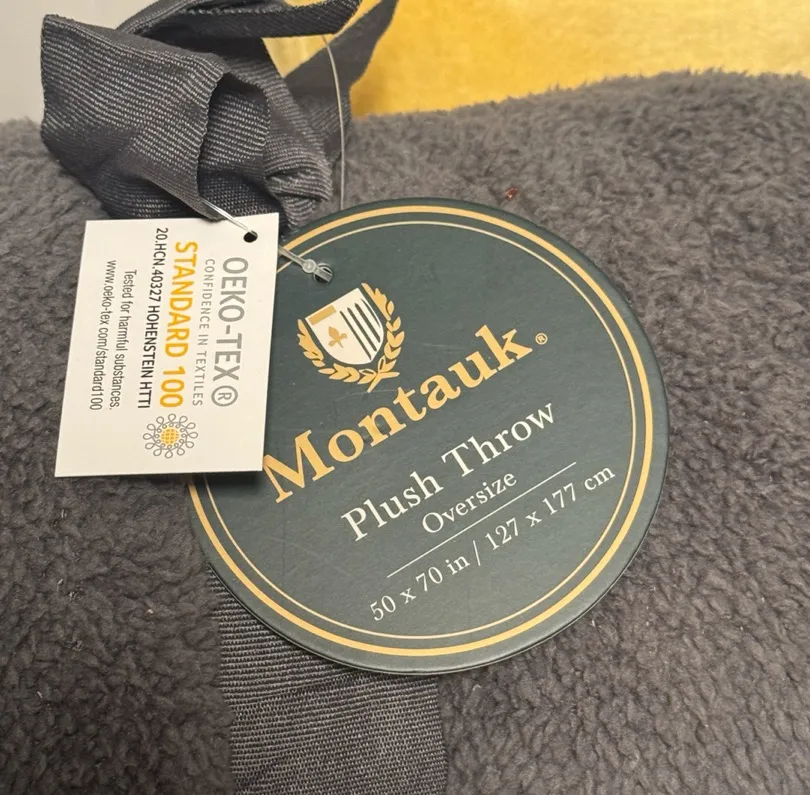 OEKO-TEX®
CONFIDENCE IN TEXTILES
STANDARD 100
20.HCN.40327 HOHENSTEIN HTTI
Tested for harmful substances.
www.oeko-tex.com/standard100
Montauk®
Plush Throw
Oversize
50 x 70 in / 127 x 177 cm